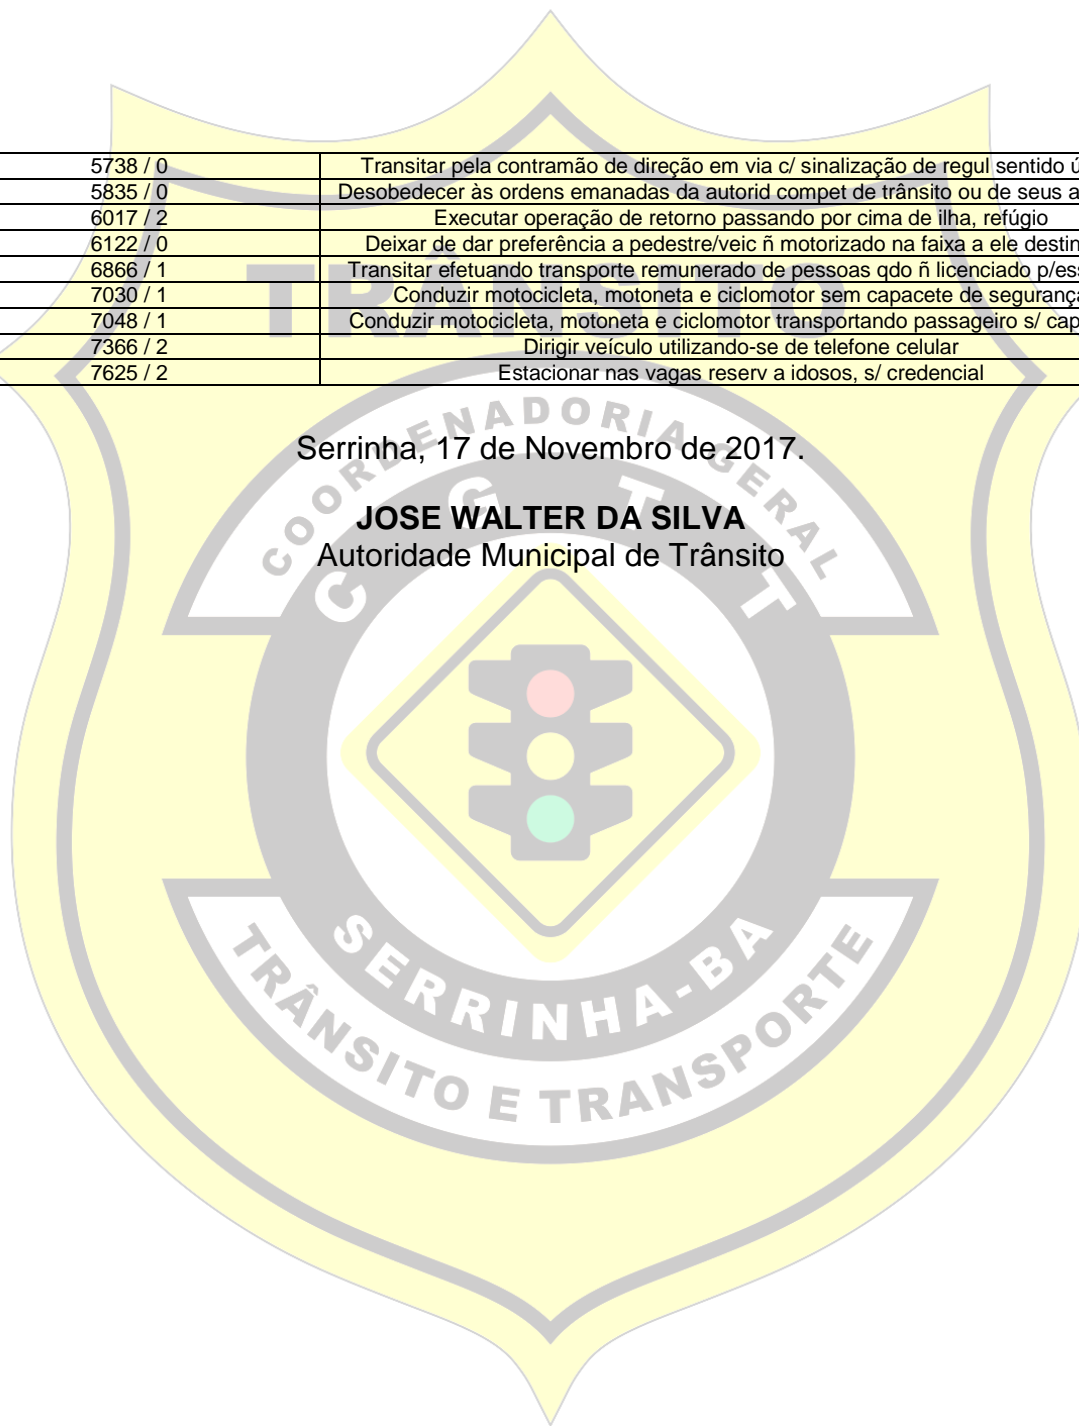 5738 / 0 Transitar pela contramão de direção em via c/ sinalização de regul sentido ú
5835 / 0 Desobedecer às ordens emanadas da autorid compet de trânsito ou de seus a
6017 / 2 Executar operação de retorno passando por cima de ilha, refúgio
6122 / 0 Deixar de dar preferência a pedestre/veic ñ motorizado na faixa a ele destin
6866 / 1 Transitar efetuando transporte remunerado de pessoas qdo ñ licenciado p/ess
7030 / 1 Conduzir motocicleta, motoneta e ciclomotor sem capacete de seguranç
7048 / 1 Conduzir motocicleta, motoneta e ciclomotor transportando passageiro s/ cap
7366 / 2 Dirigir veículo utilizando-se de telefone celular
7625 / 2 Estacionar nas vagas reserv a idosos, s/ credencial
TRÂNSITO
COORDENADORIA GERAL
Serrinha, 17 de Novembro de 2017.
C G T T
JOSE WALTER DA SILVA
Autoridade Municipal de Trânsito
SERRINHA-BA
TRÂNSITO E TRANSPORTE